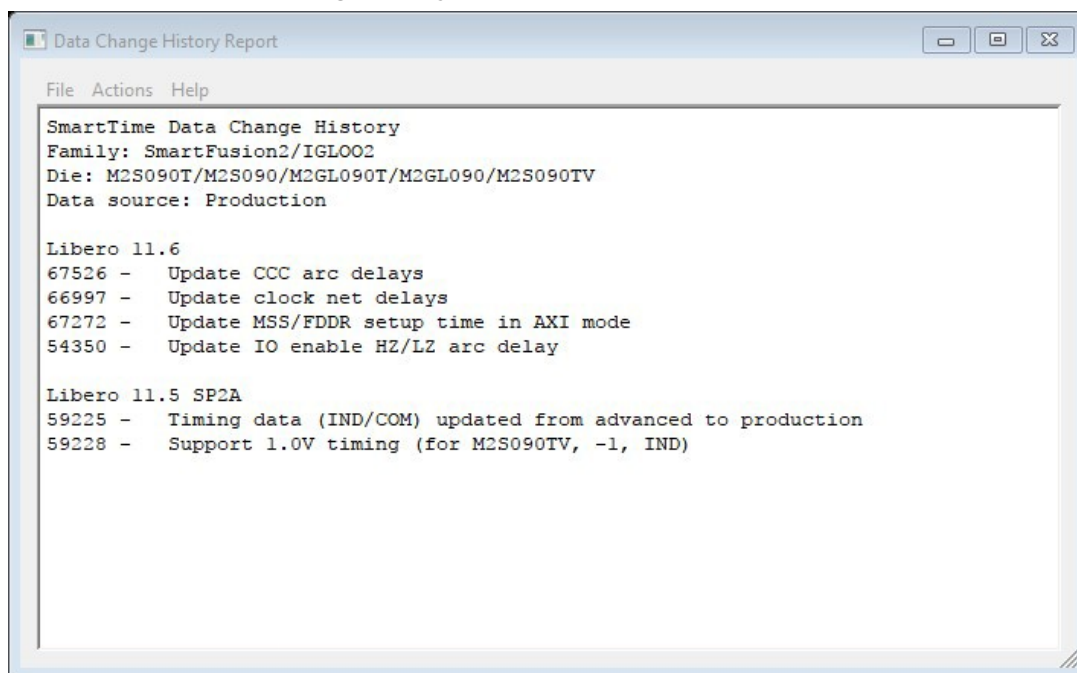 Data Change History Report
File Actions Help
SmartTime Data Change History
Family: SmartFusion2/IGLOO2
Die: M2S090T/M2S090/M2GL090T/M2GL090/M2S090TV
Data source: Production
Libero 11.6
67526 - Update CCC arc delays
66997 - Update clock net delays
67272 - Update MSS/FDDR setup time in AXI mode
54350 - Update IO enable HZ/LZ arc delay
Libero 11.5 SP2A
59225 - Timing data (IND/COM) updated from advanced to production
59228 - Support 1.0V timing (for M2S090TV, -1, IND)